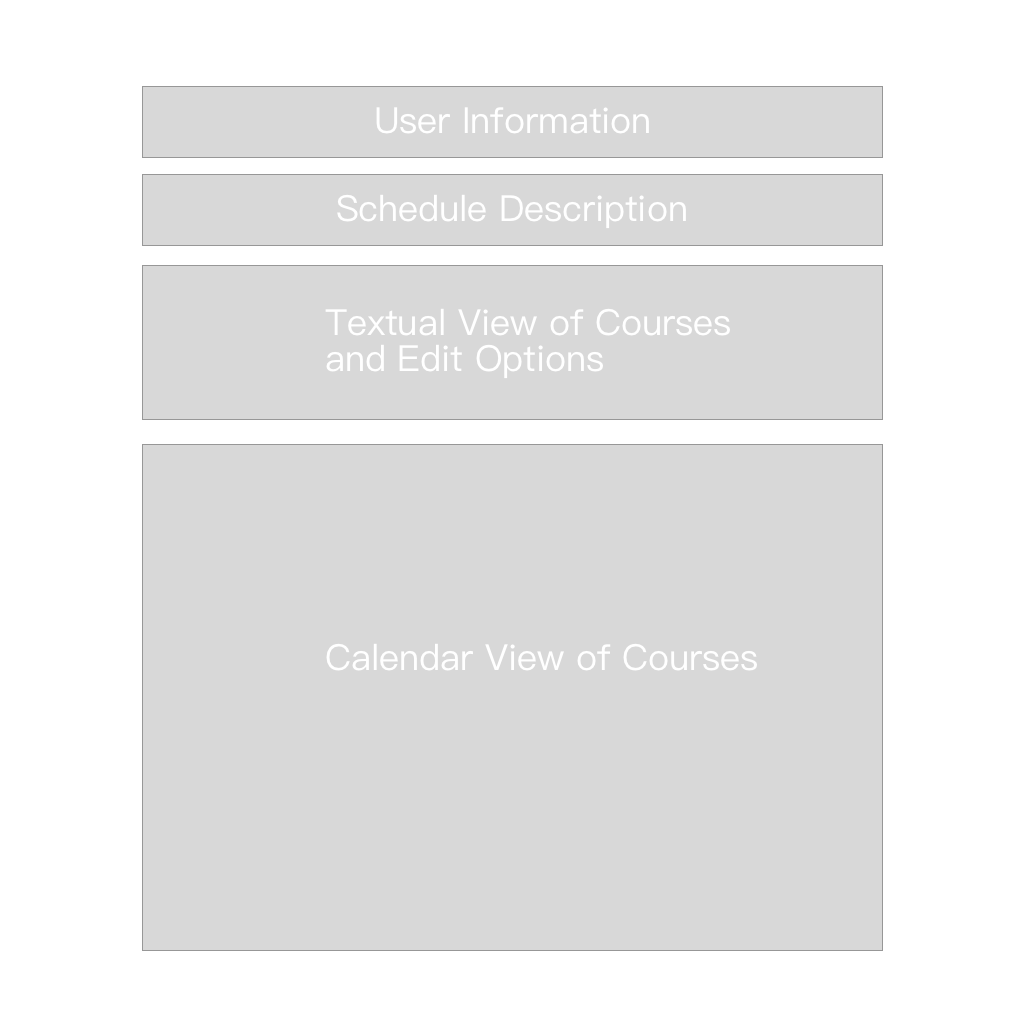 User Information
Schedule Description
Textual View of Courses
and Edit Options
Calendar View of Courses